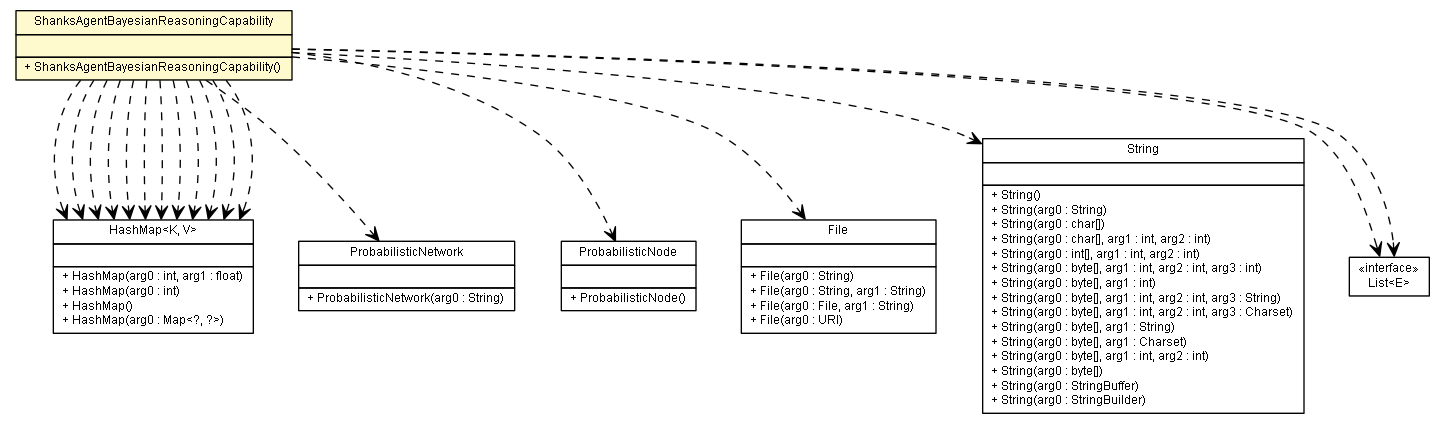 ShanksAgentBayesianReasoningCapability
+ ShanksAgentBayesianReasoningCapability()
HashMap<K, V>
+ HashMap(arg0 : int, arg1 : float)
+ HashMap(arg0 : int)
+ HashMap()
+ HashMap(arg0 : Map<?, ?>)
ProbabilisticNetwork
+ ProbabilisticNetwork(arg0 : String)
ProbabilisticNode
+ ProbabilisticNode()
File
+ File(arg0 : String)
+ File(arg0 : String, arg1 : String)
+ File(arg0 : File, arg1 : String)
+ File(arg0 : URI)
String
+ String()
+ String(arg0 : String)
+ String(arg0 : char[])
+ String(arg0 : char[], arg1 : int, arg2 : int)
+ String(arg0 : int[], arg1 : int, arg2 : int)
+ String(arg0 : byte[], arg1 : int, arg2 : int, arg3 : int)
+ String(arg0 : byte[], arg1 : int)
+ String(arg0 : byte[], arg1 : int, arg2 : int, arg3 : String)
+ String(arg0 : byte[], arg1 : int, arg2 : int, arg3 : Charset)
+ String(arg0 : byte[], arg1 : String)
+ String(arg0 : byte[], arg1 : Charset)
+ String(arg0 : byte[], arg1 : int, arg2 : int)
+ String(arg0 : byte[])
+ String(arg0 : StringBuffer)
+ String(arg0 : StringBuilder)
«interface»
List<E>